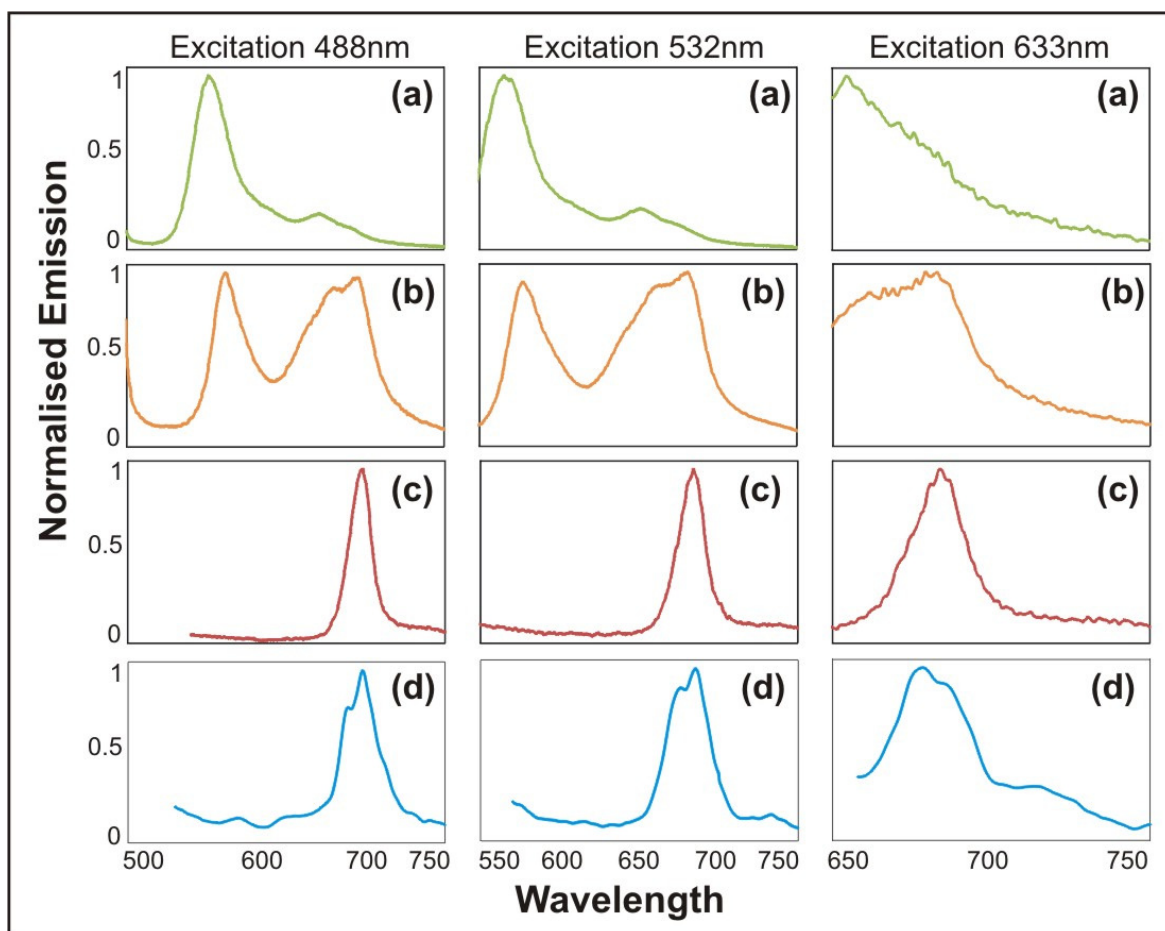 Excitation 488nm Excitation 532nm Excitation 633nm
Normalised Emission
1 (a) (a) (a)
0.5
0
1 (b) (b) (b)
0.5
0
1 (c) (c) (c)
0.5
0
1 (d) (d) (d)
0.5
0
500 600 700 750 550 600 650 700 750 650 700 750
Wavelength